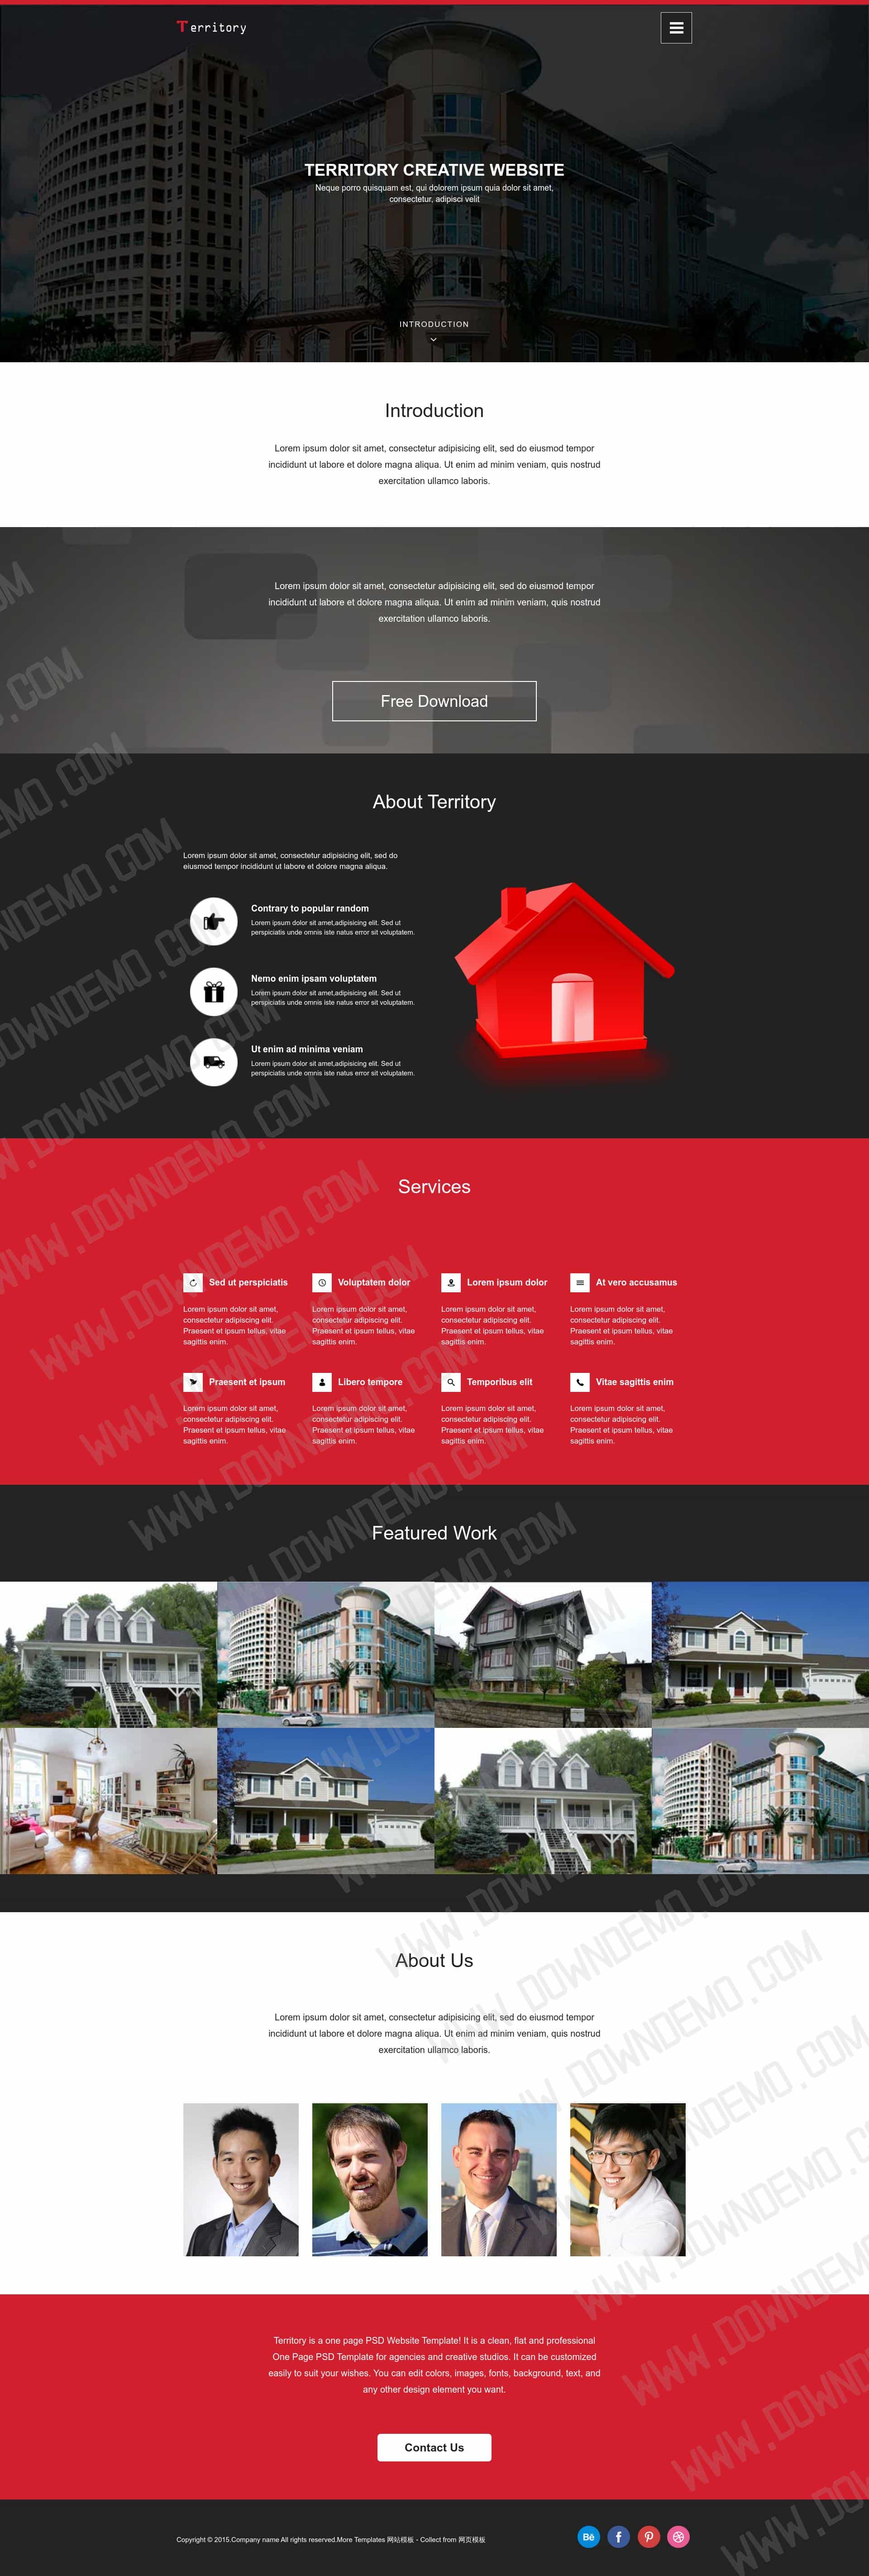 Territory
TERRITORY CREATIVE WEBSITE
Neque porro quisquam est, qui dolorem ipsum quia dolor sit amet,
consectetur, adipisci velit
INTRODUCTION
Introduction
Lorem ipsum dolor sit amet, consectetur adipisicing elit, sed do eiusmod tempor
incididunt ut labore et dolore magna aliqua. Ut enim ad minim veniam, quis nostrud
exercitation ullamco laboris.
Lorem ipsum dolor sit amet, consectetur adipisicing elit, sed do eiusmod tempor
incididunt ut labore et dolore magna aliqua. Ut enim ad minim veniam, quis nostrud
exercitation ullamco laboris.
Free Download
About Territory
Lorem ipsum dolor sit amet, consectetur adipisicing elit, sed do
eiusmod tempor incididunt ut labore et dolore magna aliqua.
Contrary to popular random
Lorem ipsum dolor sit amet,adipisicing elit. Sed ut
perspiciatis unde omnis iste natus error sit voluptatem.
Nemo enim ipsam voluptatem
Lorem ipsum dolor sit amet,adipisicing elit. Sed ut
perspiciatis unde omnis iste natus error sit voluptatem.
Ut enim ad minima veniam
Lorem ipsum dolor sit amet,adipisicing elit. Sed ut
perspiciatis unde omnis iste natus error sit voluptatem.
Services
Sed ut perspiciatis
Lorem ipsum dolor sit amet,
consectetur adipiscing elit.
Praesent et ipsum tellus, vitae
sagittis enim.
Voluptatem dolor
Lorem ipsum dolor sit amet,
consectetur adipiscing elit.
Praesent et ipsum tellus, vitae
sagittis enim.
Lorem ipsum dolor
Lorem ipsum dolor sit amet,
consectetur adipiscing elit.
Praesent et ipsum tellus, vitae
sagittis enim.
At vero accusamus
Lorem ipsum dolor sit amet,
consectetur adipiscing elit.
Praesent et ipsum tellus, vitae
sagittis enim.
Praesent et ipsum
Lorem ipsum dolor sit amet,
consectetur adipiscing elit.
Praesent et ipsum tellus, vitae
sagittis enim.
Libero tempore
Lorem ipsum dolor sit amet,
consectetur adipiscing elit.
Praesent et ipsum tellus, vitae
sagittis enim.
Temporibus elit
Lorem ipsum dolor sit amet,
consectetur adipiscing elit.
Praesent et ipsum tellus, vitae
sagittis enim.
Vitae sagittis enim
Lorem ipsum dolor sit amet,
consectetur adipiscing elit.
Praesent et ipsum tellus, vitae
sagittis enim.
Featured Work
About Us
Lorem ipsum dolor sit amet, consectetur adipisicing elit, sed do eiusmod tempor
incididunt ut labore et dolore magna aliqua. Ut enim ad minim veniam, quis nostrud
exercitation ullamco laboris.
Territory is a one page PSD Website Template! It is a clean, flat and professional
One Page PSD Template for agencies and creative studios. It can be customized
easily to suit your wishes. You can edit colors, images, fonts, background, text, and
any other design element you want.
Contact Us
Copyright © 2015.Company name All rights reserved.More Templates 网站模板 - Collect from 网页模板
WWW.DOWNDEMO.COM